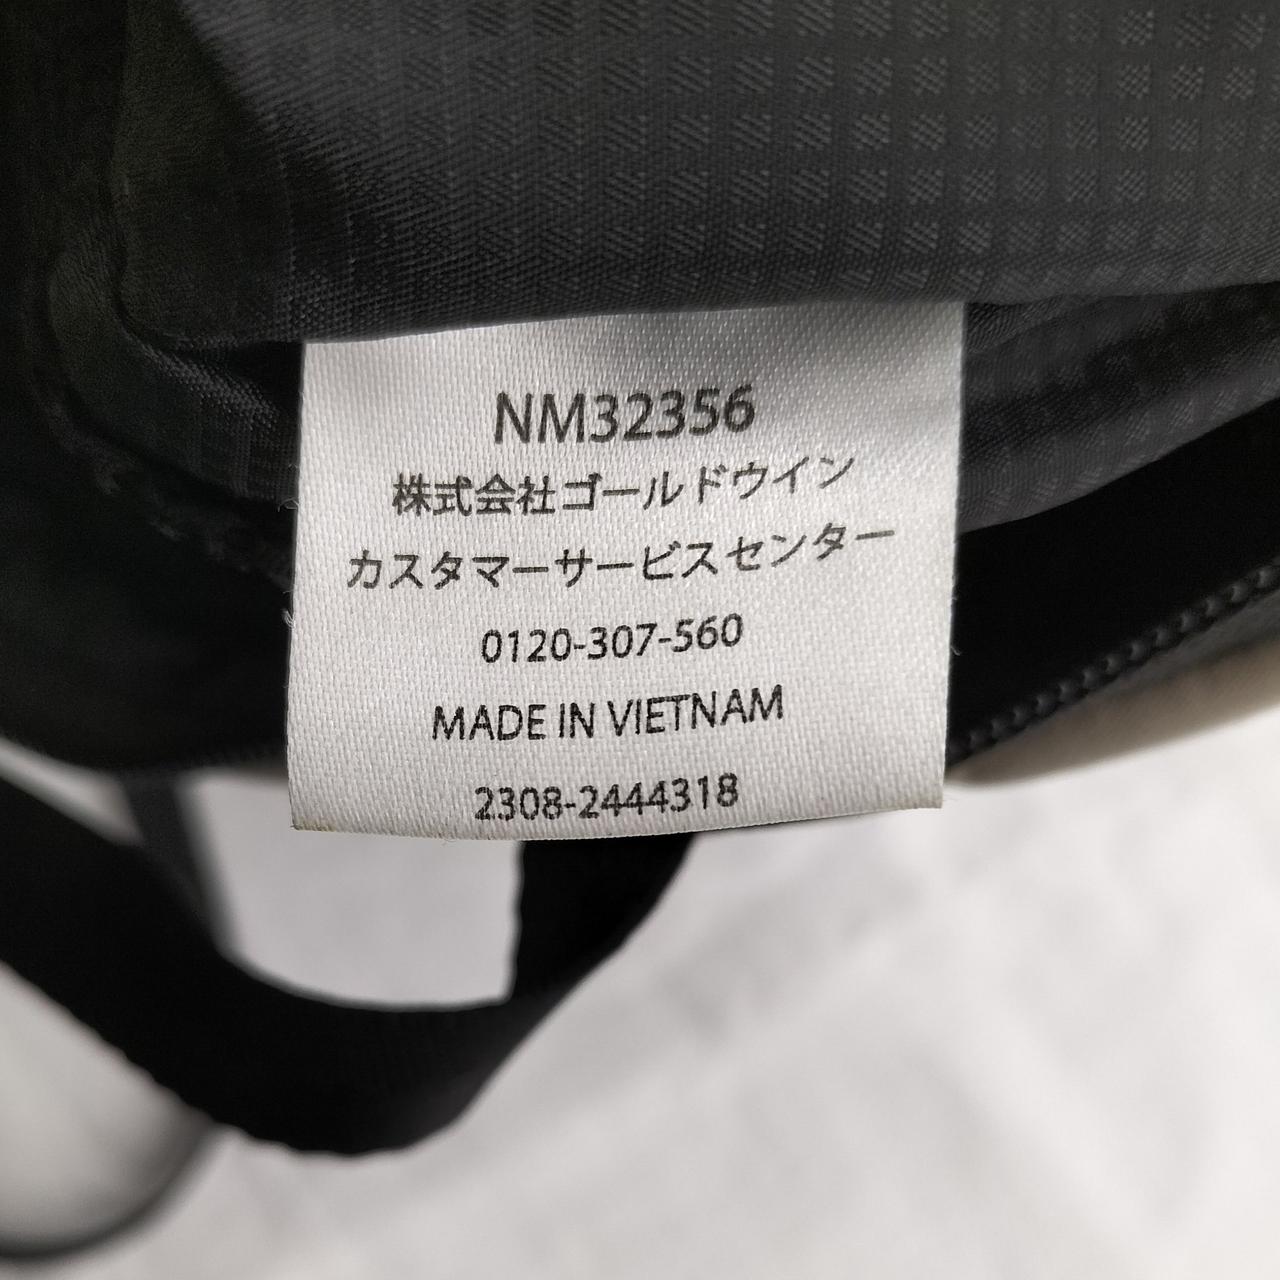 NM32356
株式会社ゴールドウイン
カスタマーサービスセンター
0120-307-560
MADE IN VIETNAM
2308-2444318